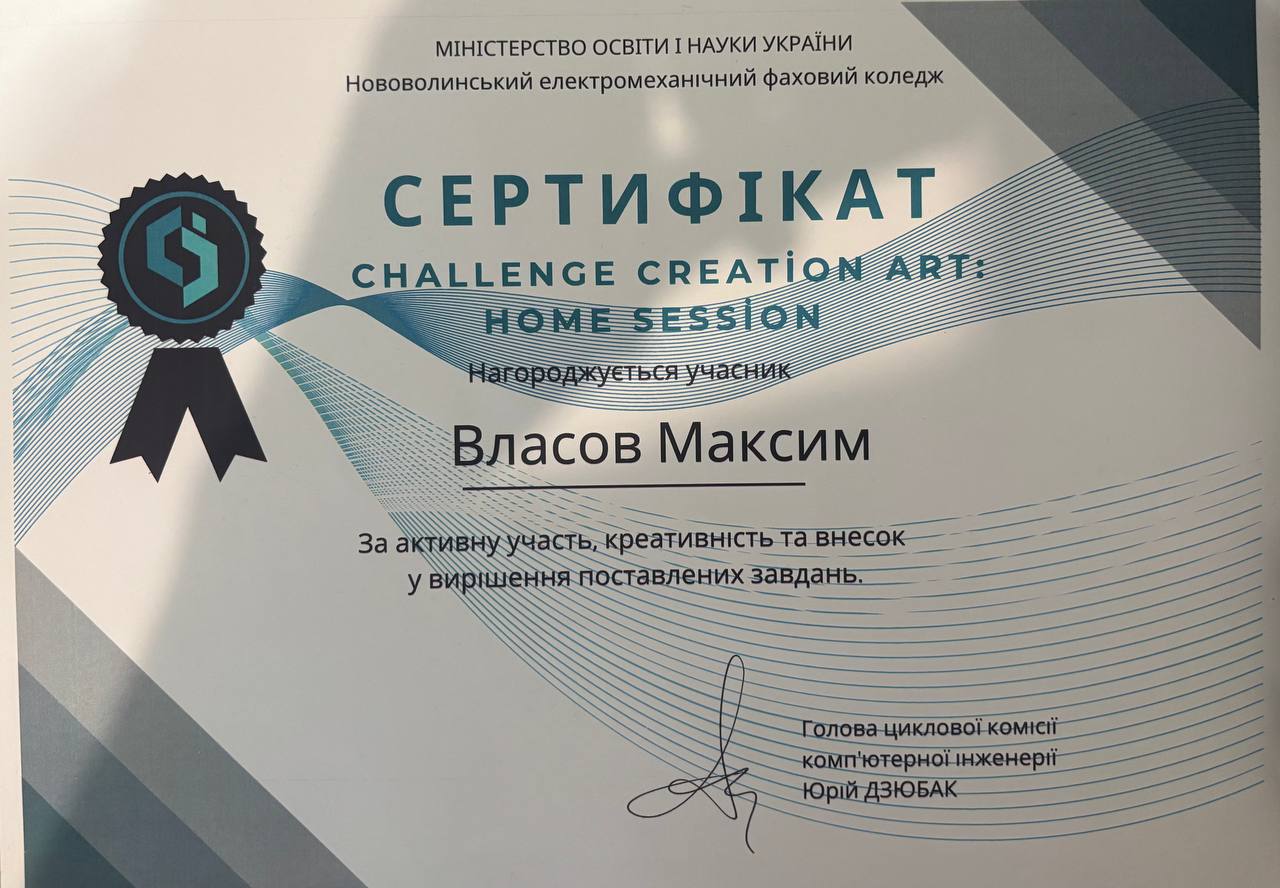 МІНІСТЕРСТВО ОСВІТИ І НАУКИ УКРАЇНИ
Нововолинський електромеханічний фаховий коледж
СЕРТИФІКАТ
CHALLENGE CREATİON ART:
HOME SESSİON
Нагороджується учасник
Власов Максим
За активну участь, креативність та внесок
у вирішення поставлених завдань.
Голова циклової комісії
комп'ютерної інженерії
Юрій ДЗЮБАК